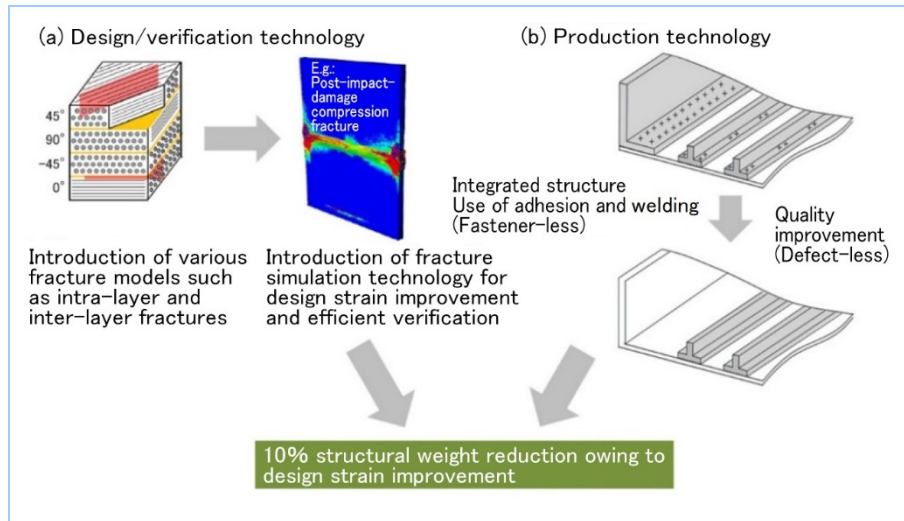 (a) Design/verification technology
E.g.:
Post-impact-
damage
compression
fracture
45°
90°
-45°
0°
Introduction of various
fracture models such
as intra-layer and
inter-layer fractures
Introduction of fracture
simulation technology for
design strain improvement
and efficient verification
(b) Production technology
Integrated structure
Use of adhesion and welding
(Fastener-less)
Quality
improvement
(Defect-less)
10% structural weight reduction owing to
design strain improvement